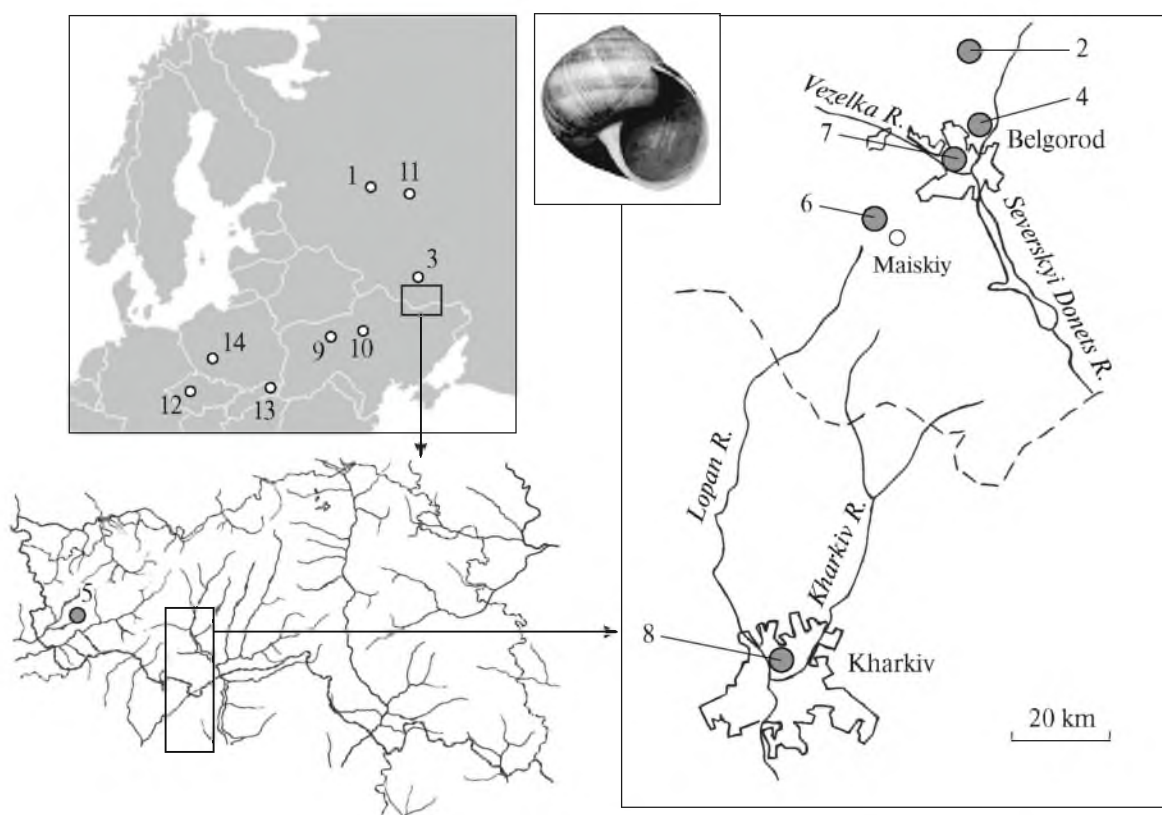 1
11
3
9
10
14
12
13
5
2
4
7
6
8
Vezelka R.
Belgorod
Maiskiy
Severskyi Donets R.
Lopan R.
Kharkiv R.
Kharkiv
20 km